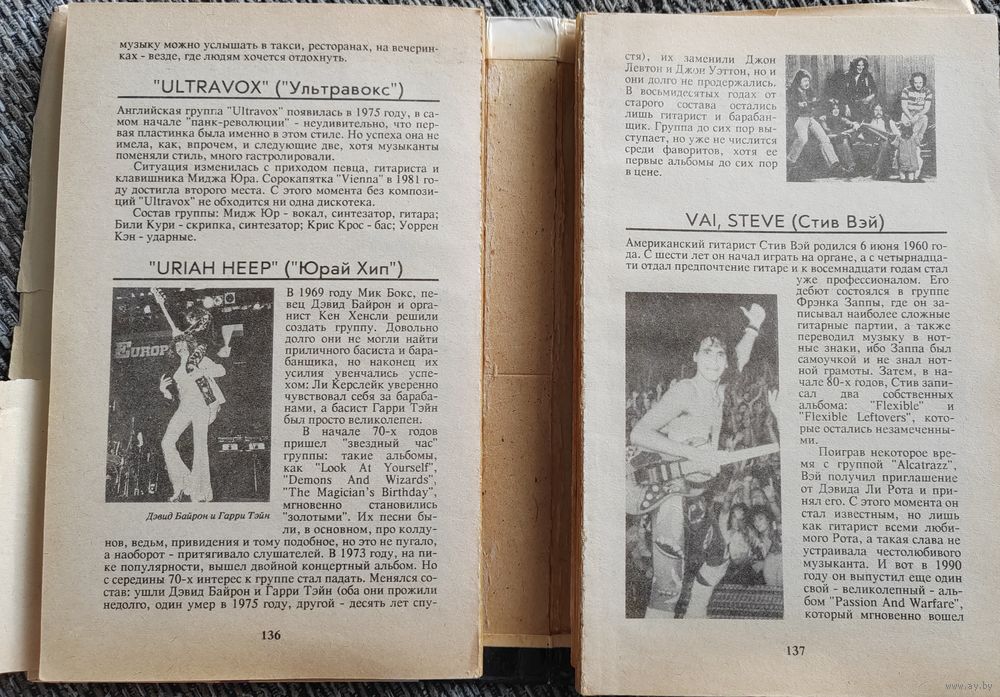 музыку можно услышать в такси, ресторанах, на вечерин-
ках - везде, где людям хочется отдохнуть.
"ULTRAVOX" ("Ультравокс")
Английская группа "Ultravox" появилась в 1975 году, в са-
мом начале "панк-революции" - неудивительно, что пер-
вая пластинка была именно в этом стиле. Но успеха она не
имела, как, впрочем, и следующие две, хотя музыканты
поменяли стиль, много гастролировали.
Ситуация изменилась с приходом певца, гитариста и
клавишника Миджа Юра. Сорокапятка "Vienna" в 1981 го-
ду достигла второго места. С этого момента без компози-
ций "Ultravox" не обходится ни одна дискотека.
Состав группы: Мидж Юр - вокал, синтезатор, гитара;
Били Кури - скрипка, синтезатор; Крис Крос - бас; Уоррен
Кэн - ударные.
"URIAH HEEP" ("Юрай Хип")
EUROPE
В 1969 году Мик Бокс, пе-
вец Дэвид Байрон и орга-
нист Кен Хенсли решили
создать группу. Довольно
долго они не могли найти
приличного басиста и бара-
банщика, но наконец их
усилия увенчались успе-
хом: Ли Керслейк уверенно
чувствовал себя за бараба-
нами, а басист Гарри Тэйн
был просто великолепен.
В начале 70-х годов
пришел "звездный час"
группы: такие альбомы,
как "Look At Yourself",
"Demons And Wizards",
"The Magician's Birthday",
мгновенно становились
"золотыми". Их песни бы-
ли, в основном, про колду-
Дэвид Байрон и Гарри Тэйн
нов, ведьм, привидения и тому подобное, но это не пугало,
а наоборот - притягивало слушателей. В 1973 году, на пи-
ке популярности, вышел двойной концертный альбом. Но
с середины 70-х интерес к группе стал падать. Менялся со-
став: ушли Дэвид Байрон и Гарри Тэйн (оба они прожили
недолго, один умер в 1975 году, другой - десять лет спу-
136
стя), их заменили Джон
Левтон и Джон Уэттон, но и
они долго не продержались.
В восьмидесятых годах от
старого состава остались
лишь гитарист и барабан-
щик. Группа до сих пор вы-
ступает, но уже не числится
среди фаворитов, хотя ее
первые альбомы до сих пор
в цене.
VAI, STEVE (Стив Вэй)
Американский гитарист Стив Вэй родился 6 июня 1960 го-
да. С шести лет он начал играть на органе, а с четырнадца-
ти отдал предпочтение гитаре и к восемнадцати годам стал
уже профессионалом. Его
дебют состоялся в группе
Фрэнка Заппы, где он за-
писывал наиболее сложные
гитарные партии, а также
переводил музыку в нот-
ные знаки, ибо Заппа был
самоучкой и не знал нот-
ной грамоты. Затем, в на-
чале 80-х годов, Стив запи-
сал два собственных
альбома: "Flexible" и
"Flexible Leftovers", кото-
рые остались незамеченны-
ми.
Поиграв некоторое вре-
мя с группой "Alcatrazz",
Вэй получил приглашение
от Дэвида Ли Рота и при-
нял его. С этого момента он
стал известным, но лишь
как гитарист всеми люби-
мого Рота, а такая слава не
устраивала честолюбивого
музыканта. И вот в 1990
году он выпустил еще один
свой - великолепный - аль-
бом "Passion And Warfare",
который мгновенно вошел
137
www.ay.by